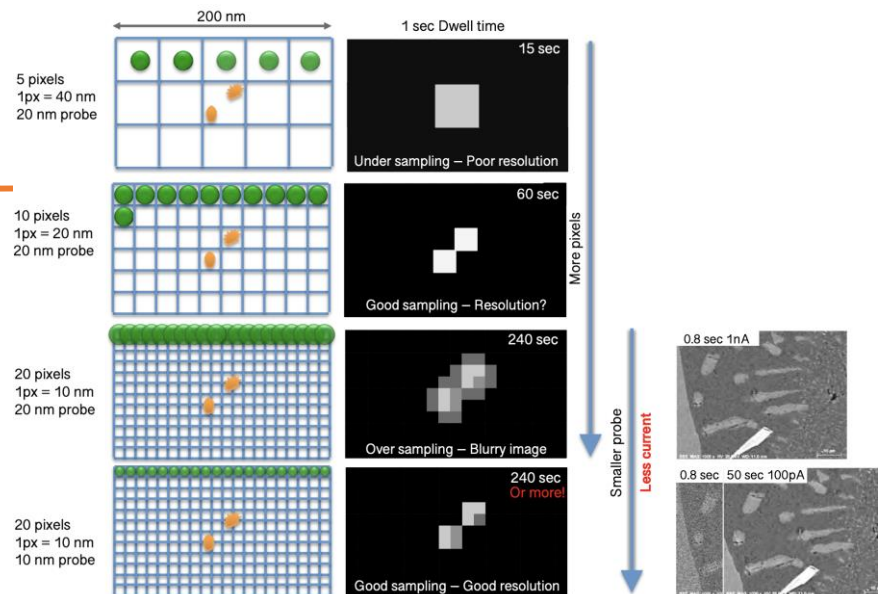 200 nm
1 sec Dwell time
5 pixels
1px = 40 nm
20 nm probe
15 sec
Under sampling – Poor resolution
10 pixels
1px = 20 nm
20 nm probe
60 sec
Good sampling – Resolution?
More pixels
20 pixels
1px = 10 nm
20 nm probe
240 sec
Over sampling – Blurry image
20 pixels
1px = 10 nm
10 nm probe
240 sec
Or more!
Good sampling – Good resolution
Smaller probe
Less current
0.8 sec 1nA
0.8 sec
50 sec 100pA